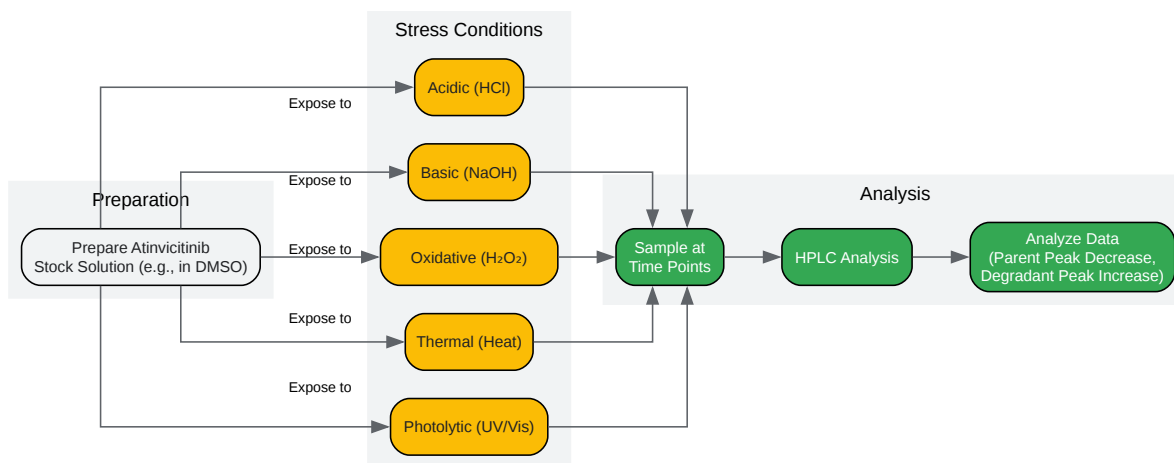 Stress Conditions
Acidic (HCl)
Expose to
Basic (NaOH)
Expose to
Preparation
Analysis
Prepare Atinvicitinib
Stock Solution (e.g., in DMSO)
Expose to
Oxidative (H₂O₂)
Sample at
Time Points
HPLC Analysis
Analyze Data
(Parent Peak Decrease,
Degradant Peak Increase)
Expose to
Thermal (Heat)
Expose to
Photolytic (UV/Vis)